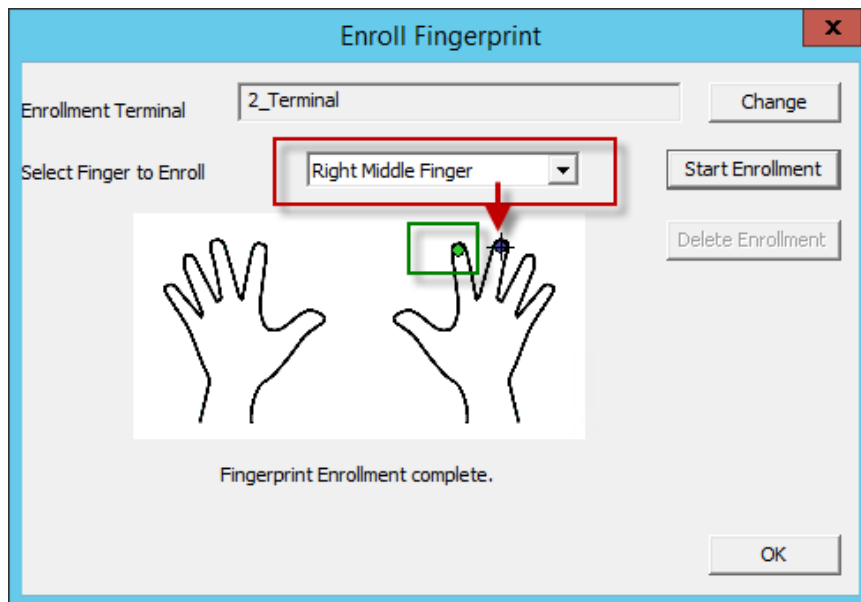 Enroll Fingerprint
x
Enrollment Terminal 2_Terminal Change
Select Finger to Enroll Right Middle Finger Start Enrollment
Delete Enrollment
Fingerprint Enrollment complete.
OK